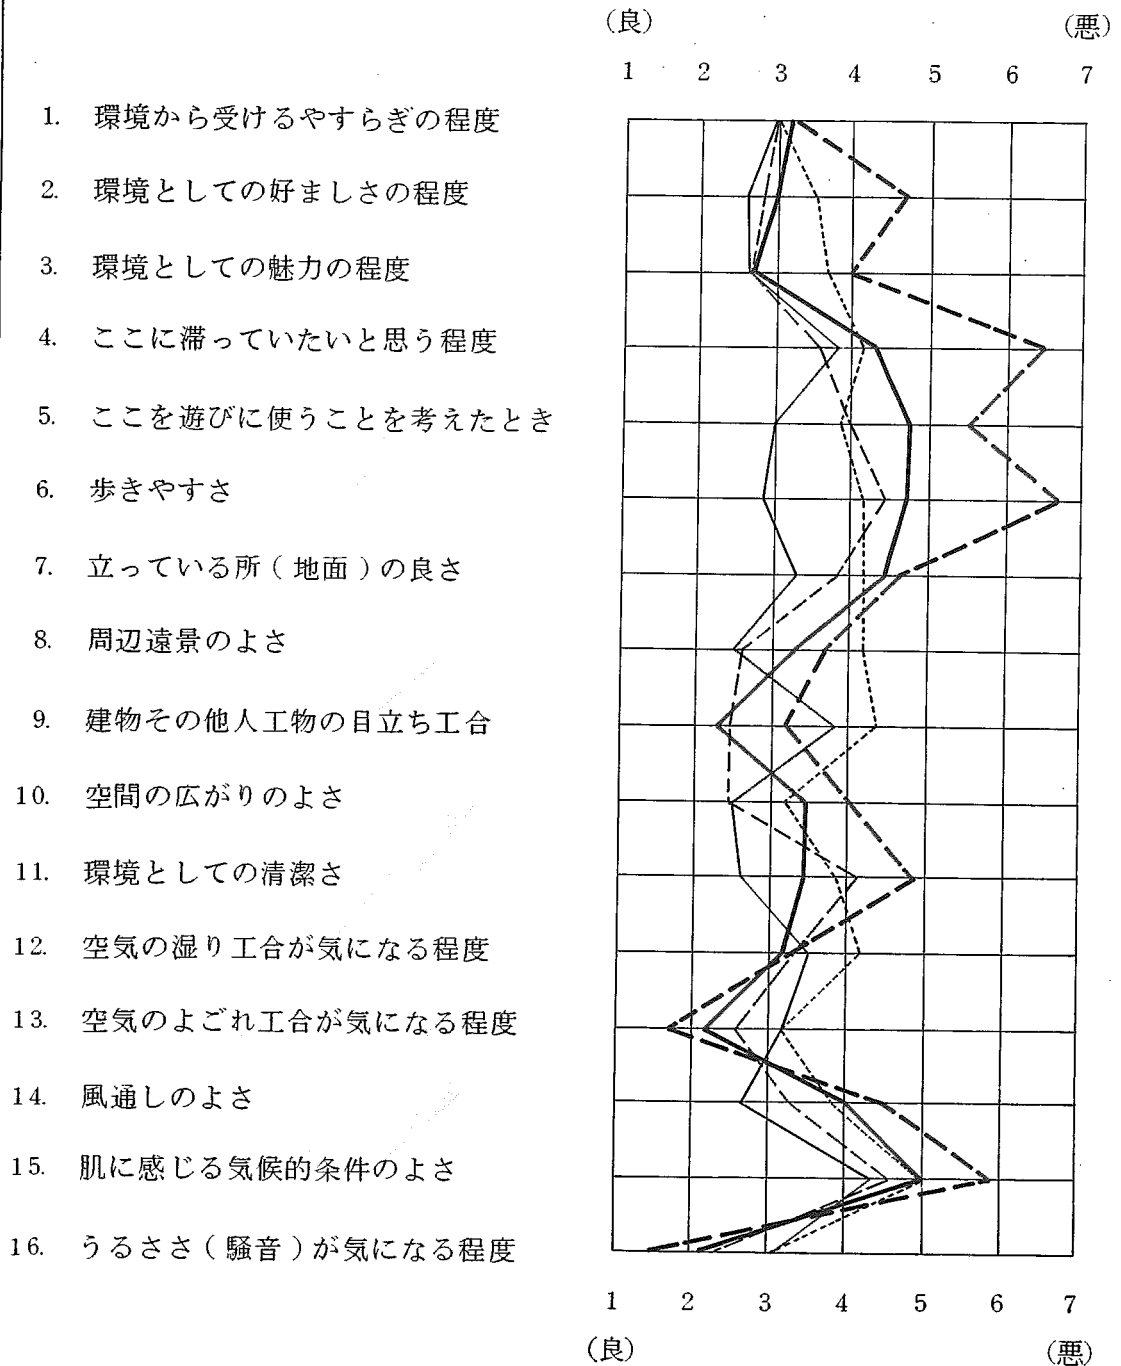 (良) (悪)
1 2 3 4 5 6 7
1. 環境から受けるやすらぎの程度
2. 環境としての好ましさの程度
3. 環境としての魅力の程度
4. ここに滞っていたいと思う程度
5. ここを遊びに使うことを考えたとき
6. 歩きやすさ
7. 立っている所(地面)の良さ
8. 周辺遠景のよさ
9. 建物その他人工物の目立ち工合
10. 空間の広がりのよさ
11. 環境としての清潔さ
12. 空気の湿り工合が気になる程度
13. 空気のよごれ工合が気になる程度
14. 風通しのよさ
15. 肌に感じる気候的条件のよさ
16. うるささ(騒音)が気になる程度
1 2 3 4 5 6 7
(良) (悪)